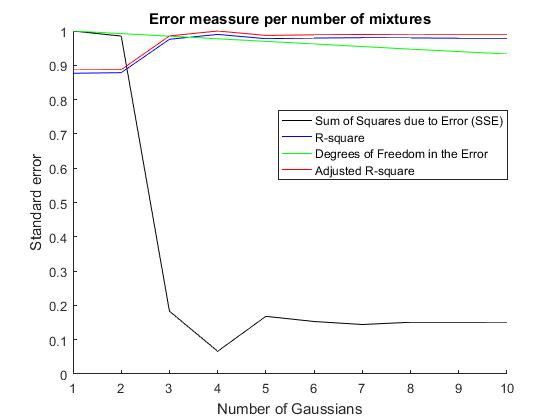 Error meassure per number of mixtures
1
0.9
0.8
0.7
0.6
0.5
0.4
0.3
0.2
0.1
0
Standard error
Sum of Squares due to Error (SSE)
R-square
Degrees of Freedom in the Error
Adjusted R-square
1 2 3 4 5 6 7 8 9 10
Number of Gaussians